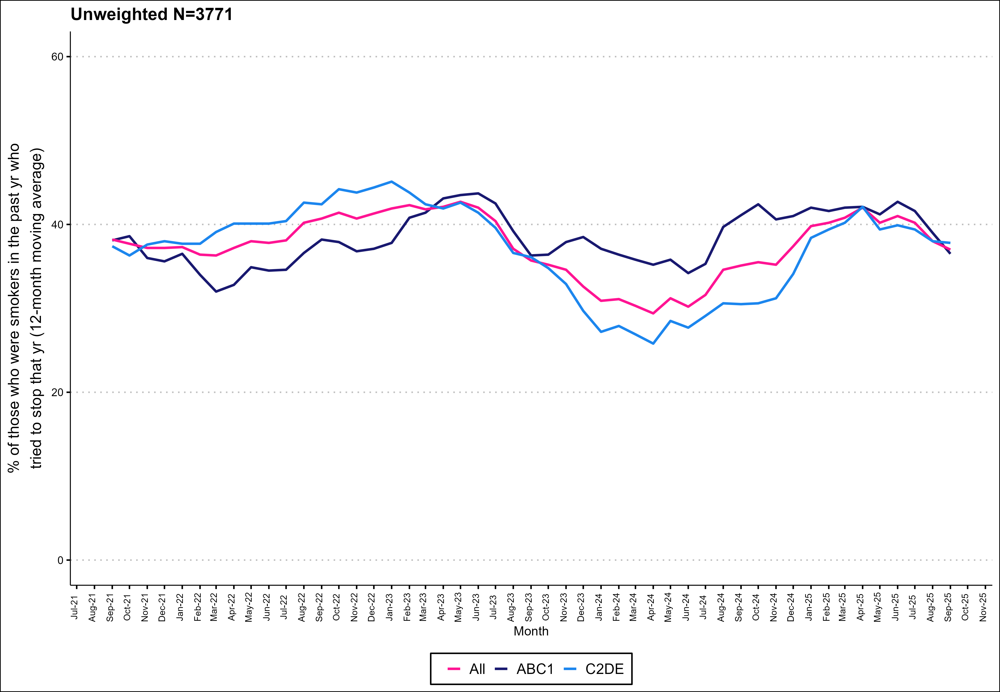 Unweighted N=3771
% of those who were smokers in the past yr who
tried to stop that yr (12-month moving average)
60
40
20
0
Jul-21
Aug-21
Sep-21
Oct-21
Nov-21
Dec-21
Jan-22
Feb-22
Mar-22
Apr-22
May-22
Jun-22
Jul-22
Aug-22
Sep-22
Oct-22
Nov-22
Dec-22
Jan-23
Feb-23
Mar-23
Apr-23
May-23
Jun-23
Jul-23
Aug-23
Sep-23
Oct-23
Nov-23
Dec-23
Jan-24
Feb-24
Mar-24
Apr-24
May-24
Jun-24
Jul-24
Aug-24
Sep-24
Oct-24
Nov-24
Dec-24
Jan-25
Feb-25
Mar-25
Apr-25
May-25
Jun-25
Jul-25
Aug-25
Sep-25
Oct-25
Nov-25
Month
All ABC1 C2DE